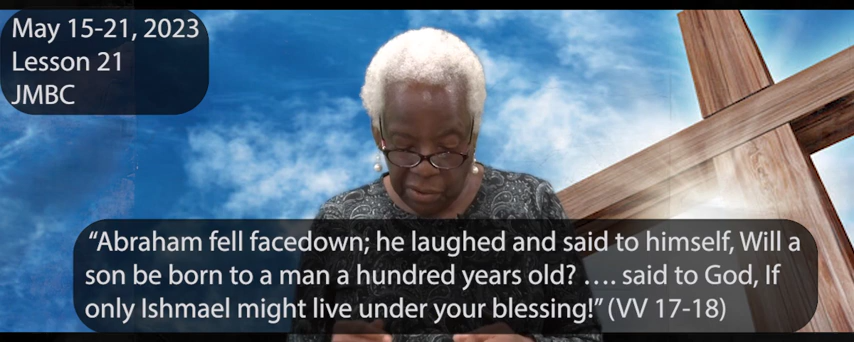 May 15-21, 2023
Lesson 21
JMBC
“Abraham fell facedown; he laughed and said to himself, Will a
son be born to a man a hundred years old? .... said to God, If
only Ishmael might live under your blessing!” (VV 17-18)